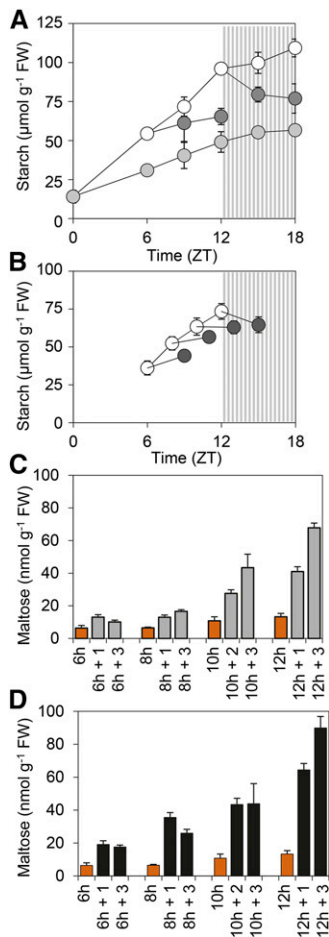 A
Starch (µmol g⁻¹ FW)
125
100
75
50
25
0
0 6 12 18
Time (ZT)
B
Starch (µmol g⁻¹ FW)
100
75
50
25
0
0 6 12 18
Time (ZT)
C
Maltose (nmol g⁻¹ FW)
100
80
60
40
20
0
6h 6h + 1 6h + 3 8h 8h + 1 8h + 3 10h 10h + 2 10h + 3 12h 12h + 1 12h + 3
D
Maltose (nmol g⁻¹ FW)
100
80
60
40
20
0
6h 6h + 1 6h + 3 8h 8h + 1 8h + 3 10h 10h + 2 10h + 3 12h 12h + 1 12h + 3